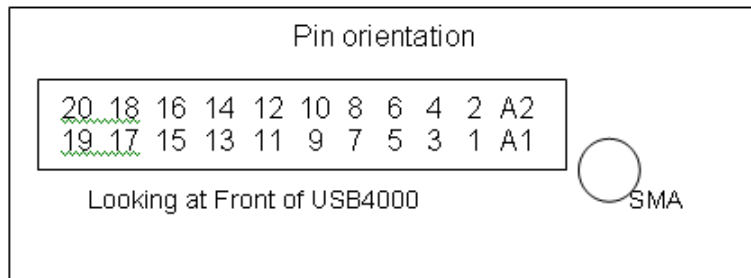 Pin orientation
20 18 16 14 12 10 8 6 4 2 A2
19 17 15 13 11 9 7 5 3 1 A1
Looking at Front of USB4000
SMA